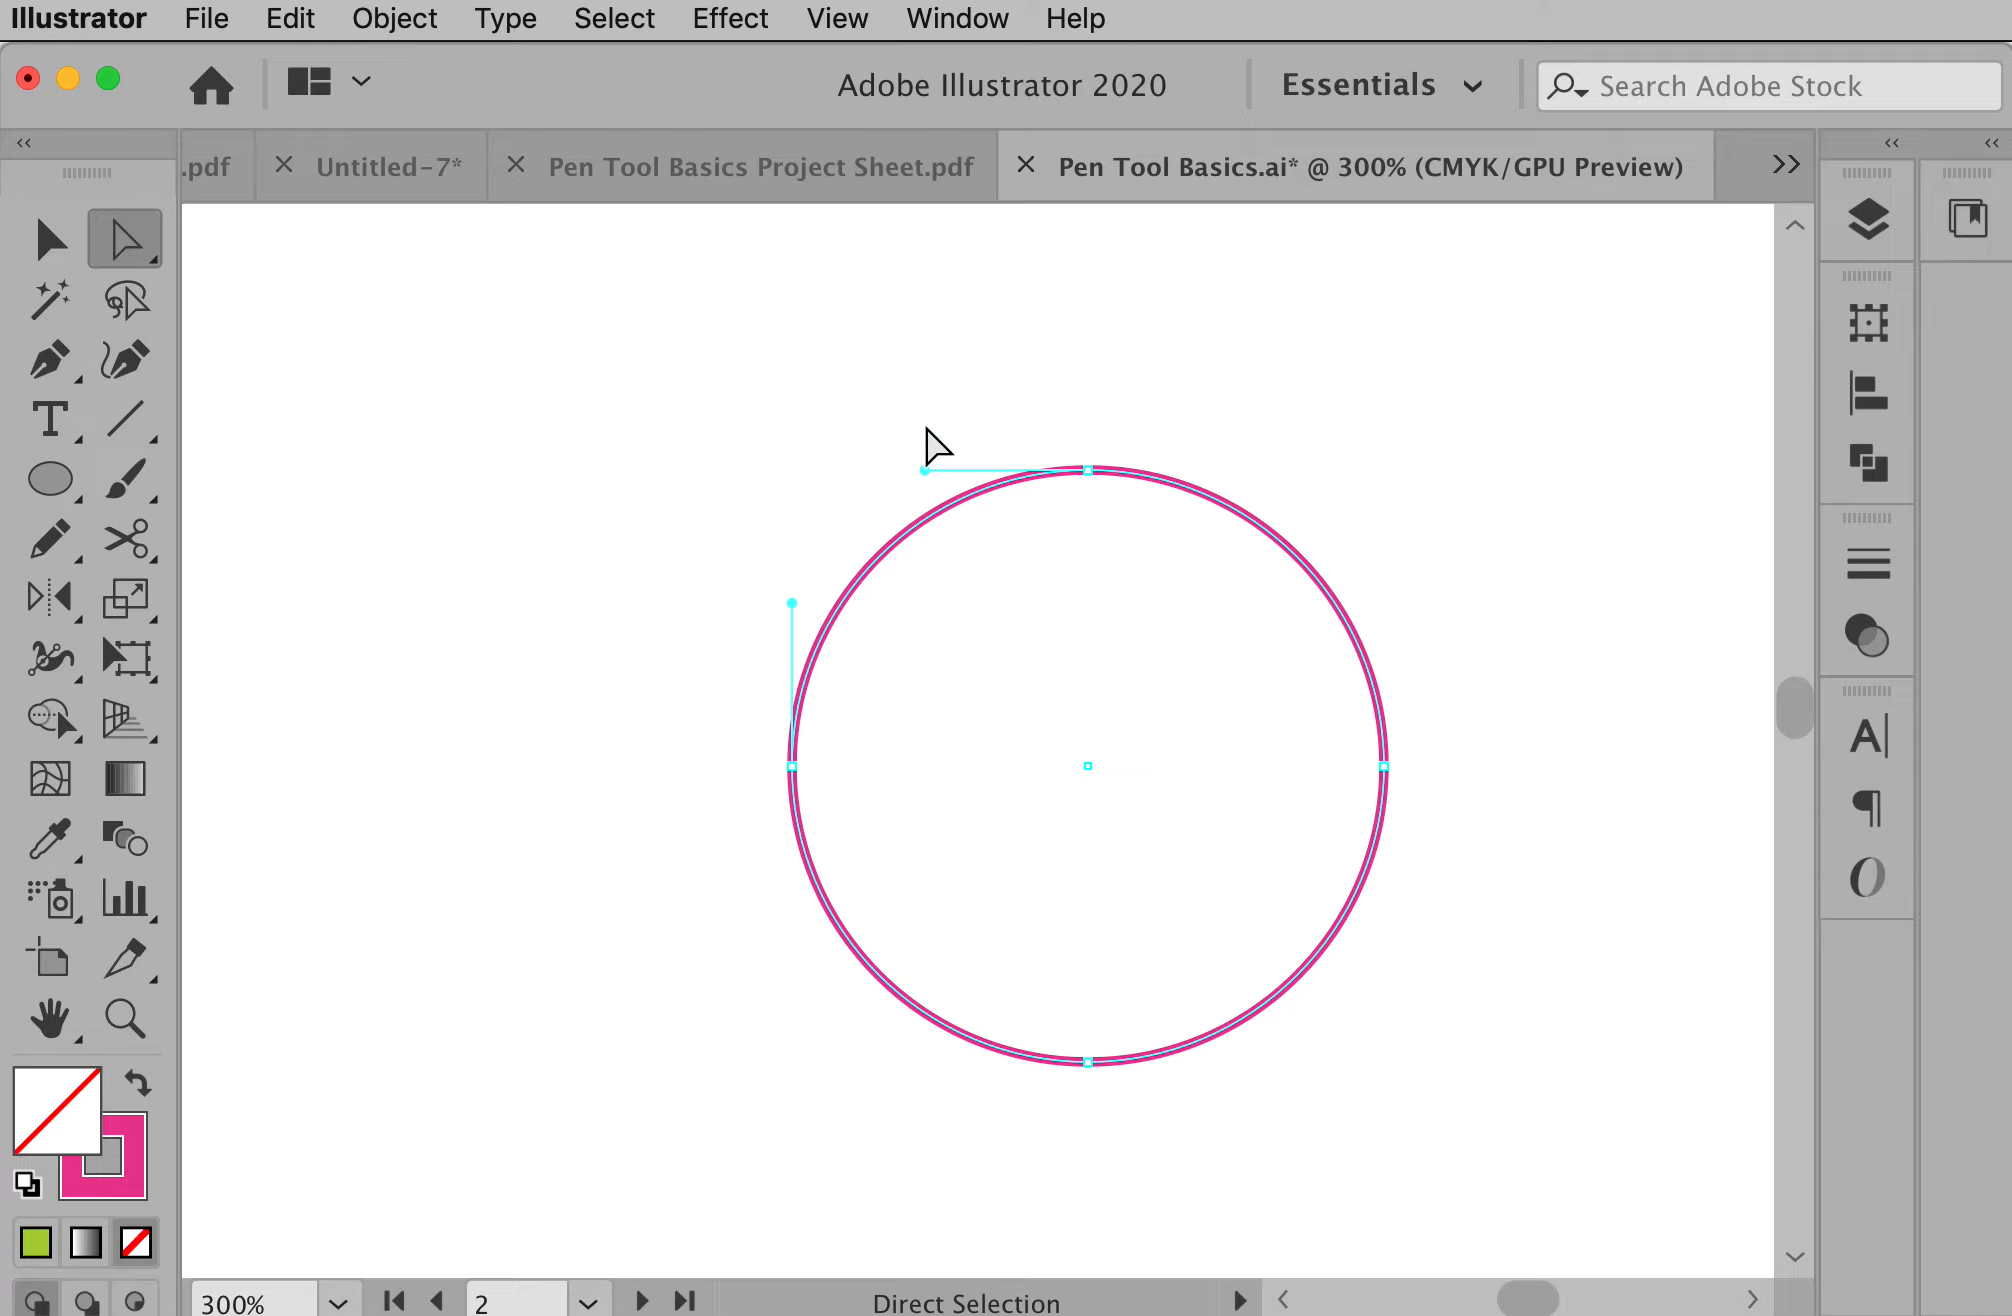 Illustrator File Edit Object Type Select Effect View Window Help
Adobe Illustrator 2020 Essentials Search Adobe Stock
.pdf Untitled-7* Pen Tool Basics Project Sheet.pdf Pen Tool Basics.ai* @ 300% (CMYK/GPU Preview)
300% 2 Direct Selection